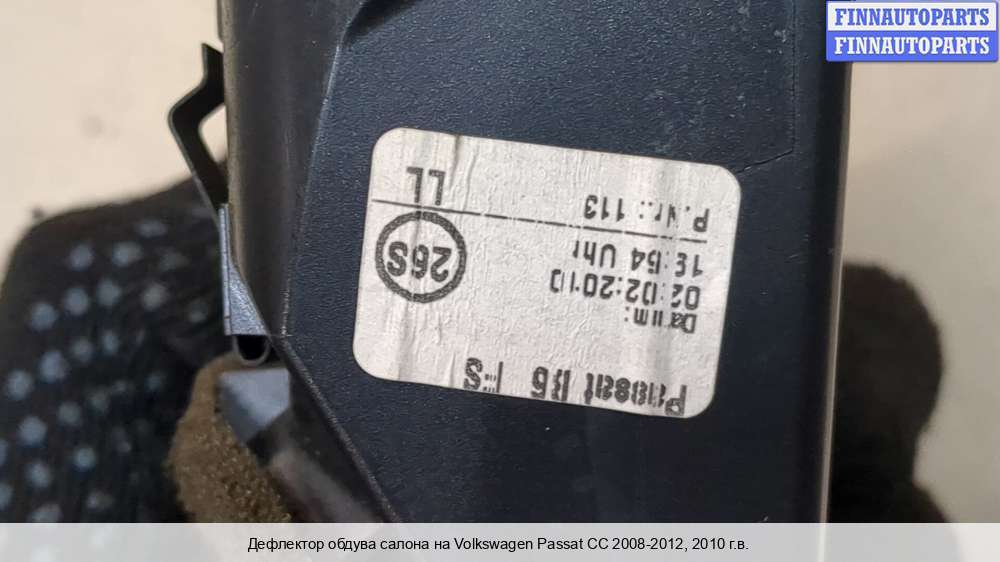 FINNAUTOPARTS
FINNAUTOPARTS
Passat B6 FS
Datum:
02:02:2010
16:54 Uhr
26S
P.Nr.: 113
LL
Дефлектор обдува салона на Volkswagen Passat CC 2008-2012, 2010 г.в.